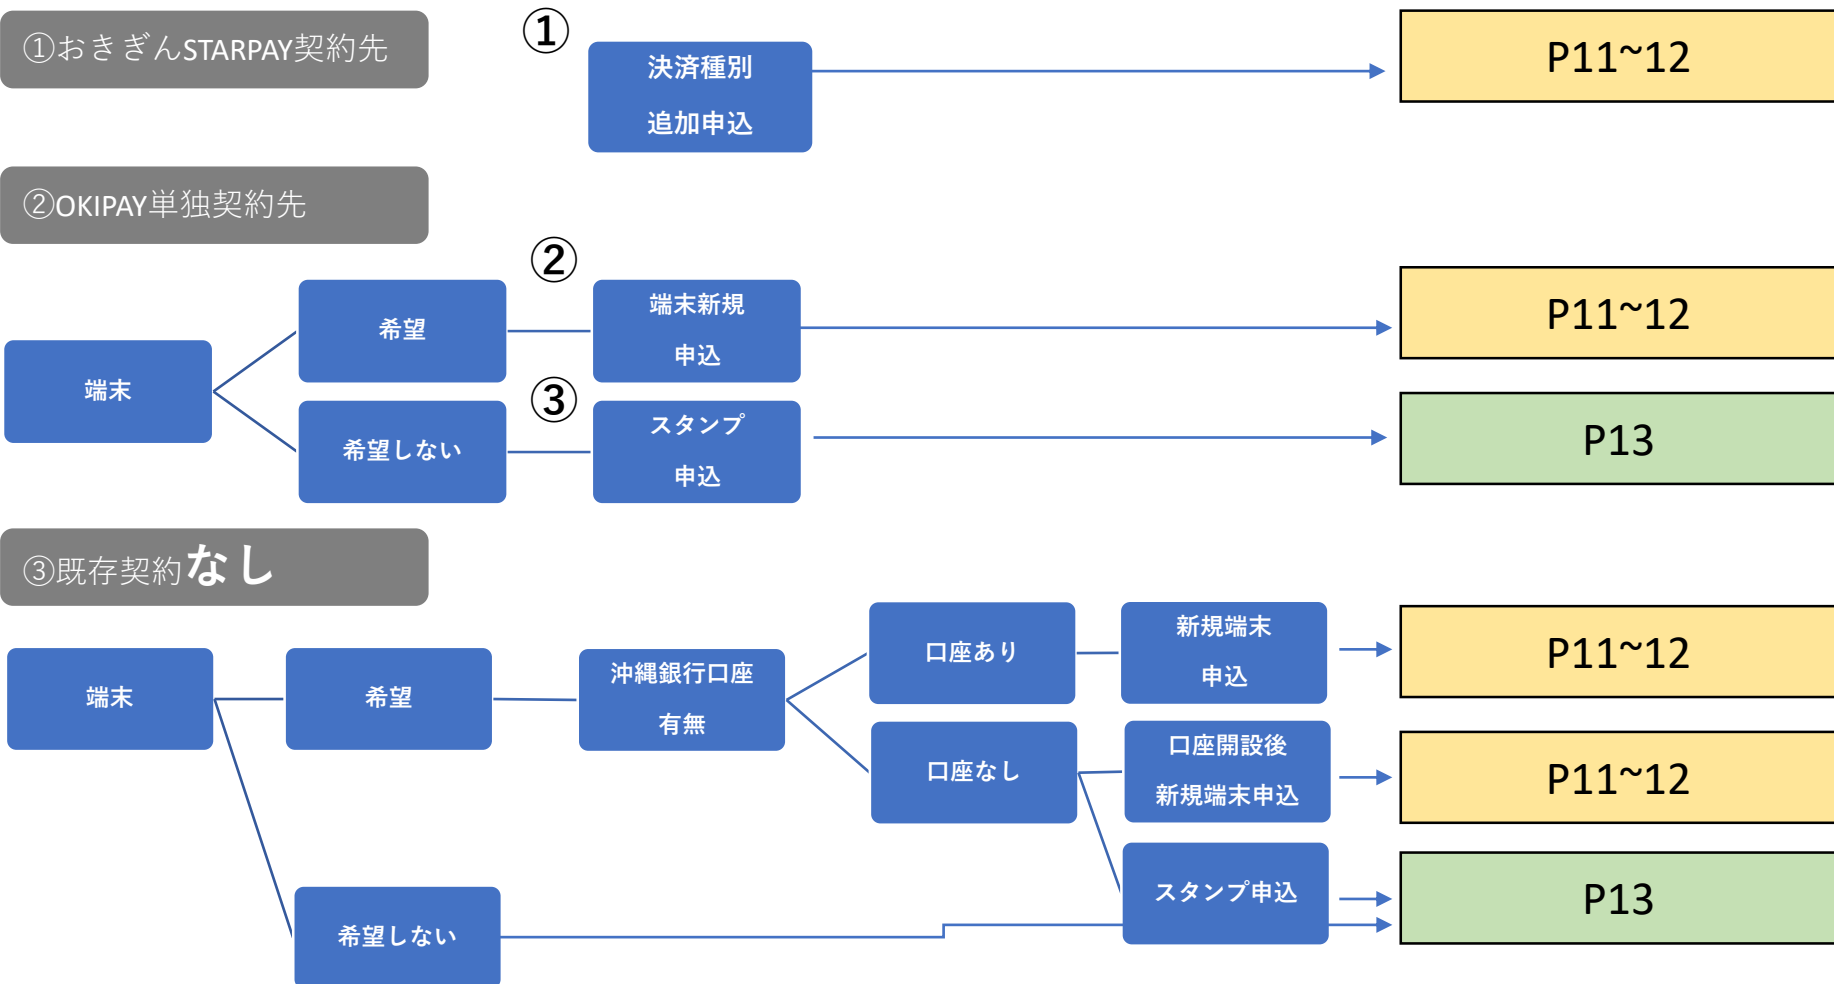 ①おきぎんSTARPAY契約先
①
決済種別
追加申込
P11~12
②OKIPAY単独契約先
②
端末
希望
端末新規
申込
P11~12
③
希望しない
スタンプ
申込
P13
③既存契約なし
端末
希望
沖縄銀行口座
有無
口座あり
新規端末
申込
P11~12
口座なし
口座開設後
新規端末申込
P11~12
スタンプ申込
P13
希望しない